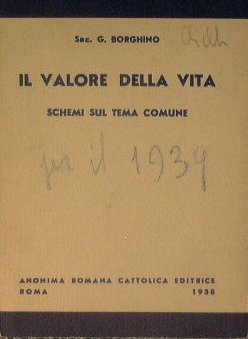 Sac. G. BORGHINO
IL VALORE DELLA VITA
SCHEMI SUL TEMA COMUNE
per il 1939
ANONIMA ROMANA CATTOLICA EDITRICE
ROMA 1938